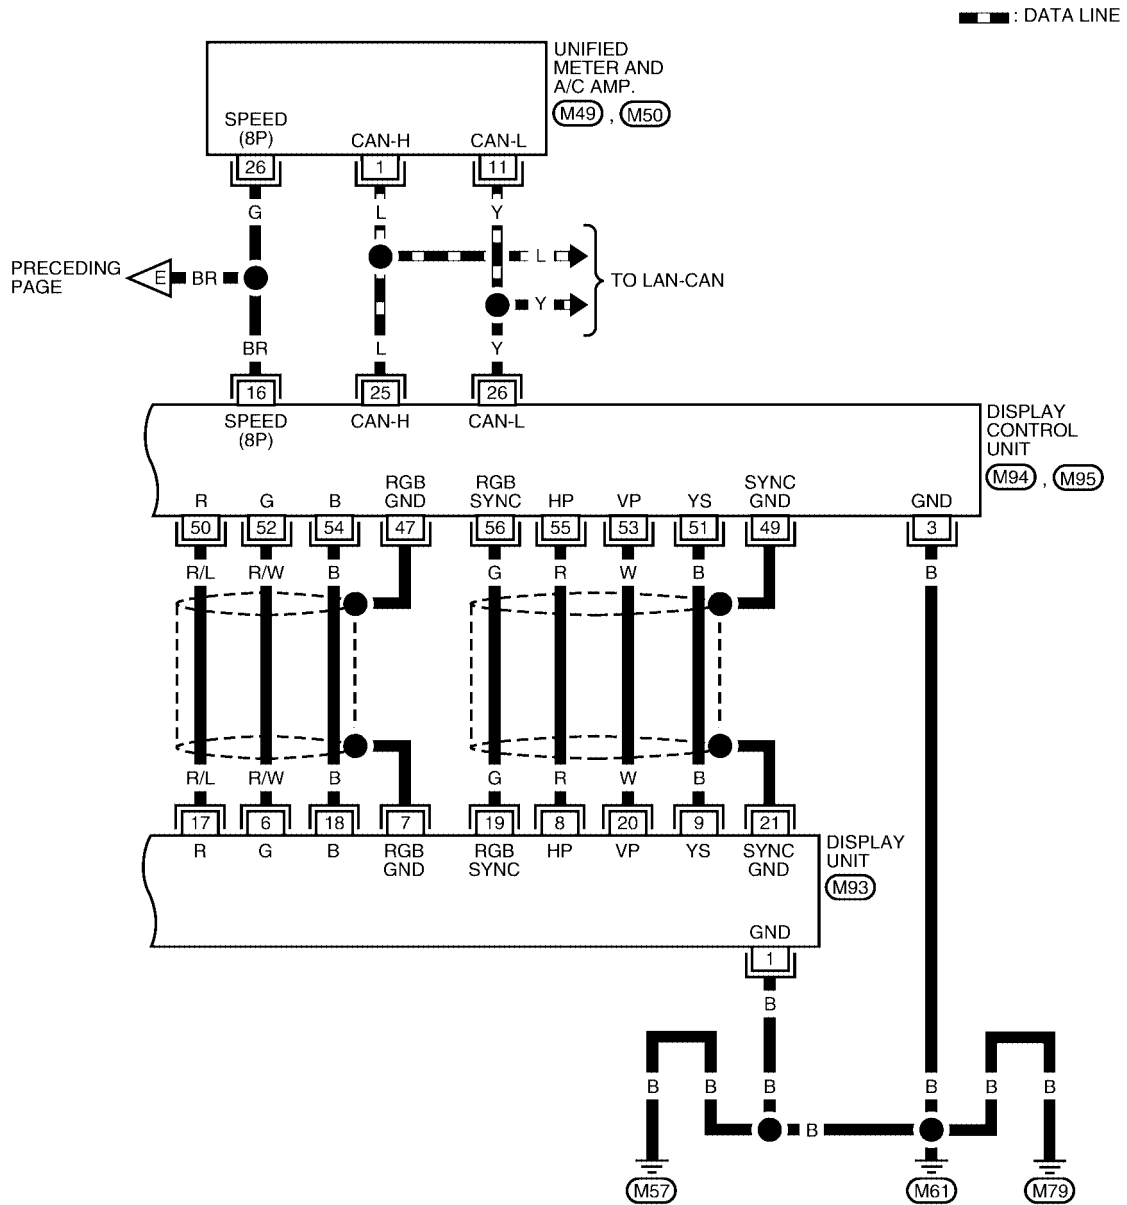 : DATA LINE
UNIFIED
METER AND
A/C AMP.
M49 , M50
SPEED
(8P)
CAN-H
CAN-L
26 1 11
G L Y
PRECEDING
PAGE
E
BR
L
Y
TO LAN-CAN
BR L Y
16 25 26
SPEED
(8P)
CAN-H
CAN-L
DISPLAY
CONTROL
UNIT
M94 , M95
R G B
RGB
GND
RGB
SYNC
HP VP YS
SYNC
GND
GND
50 52 54 47 56 55 53 51 49 3
R/L R/W B G R W B B
R/L R/W B G R W B
17 6 18 7 19 8 20 9 21
R G B
RGB
GND
RGB
SYNC
HP VP YS
SYNC
GND
DISPLAY
UNIT
M93
GND
1
B
B B B B B B
B
M57 M61 M79